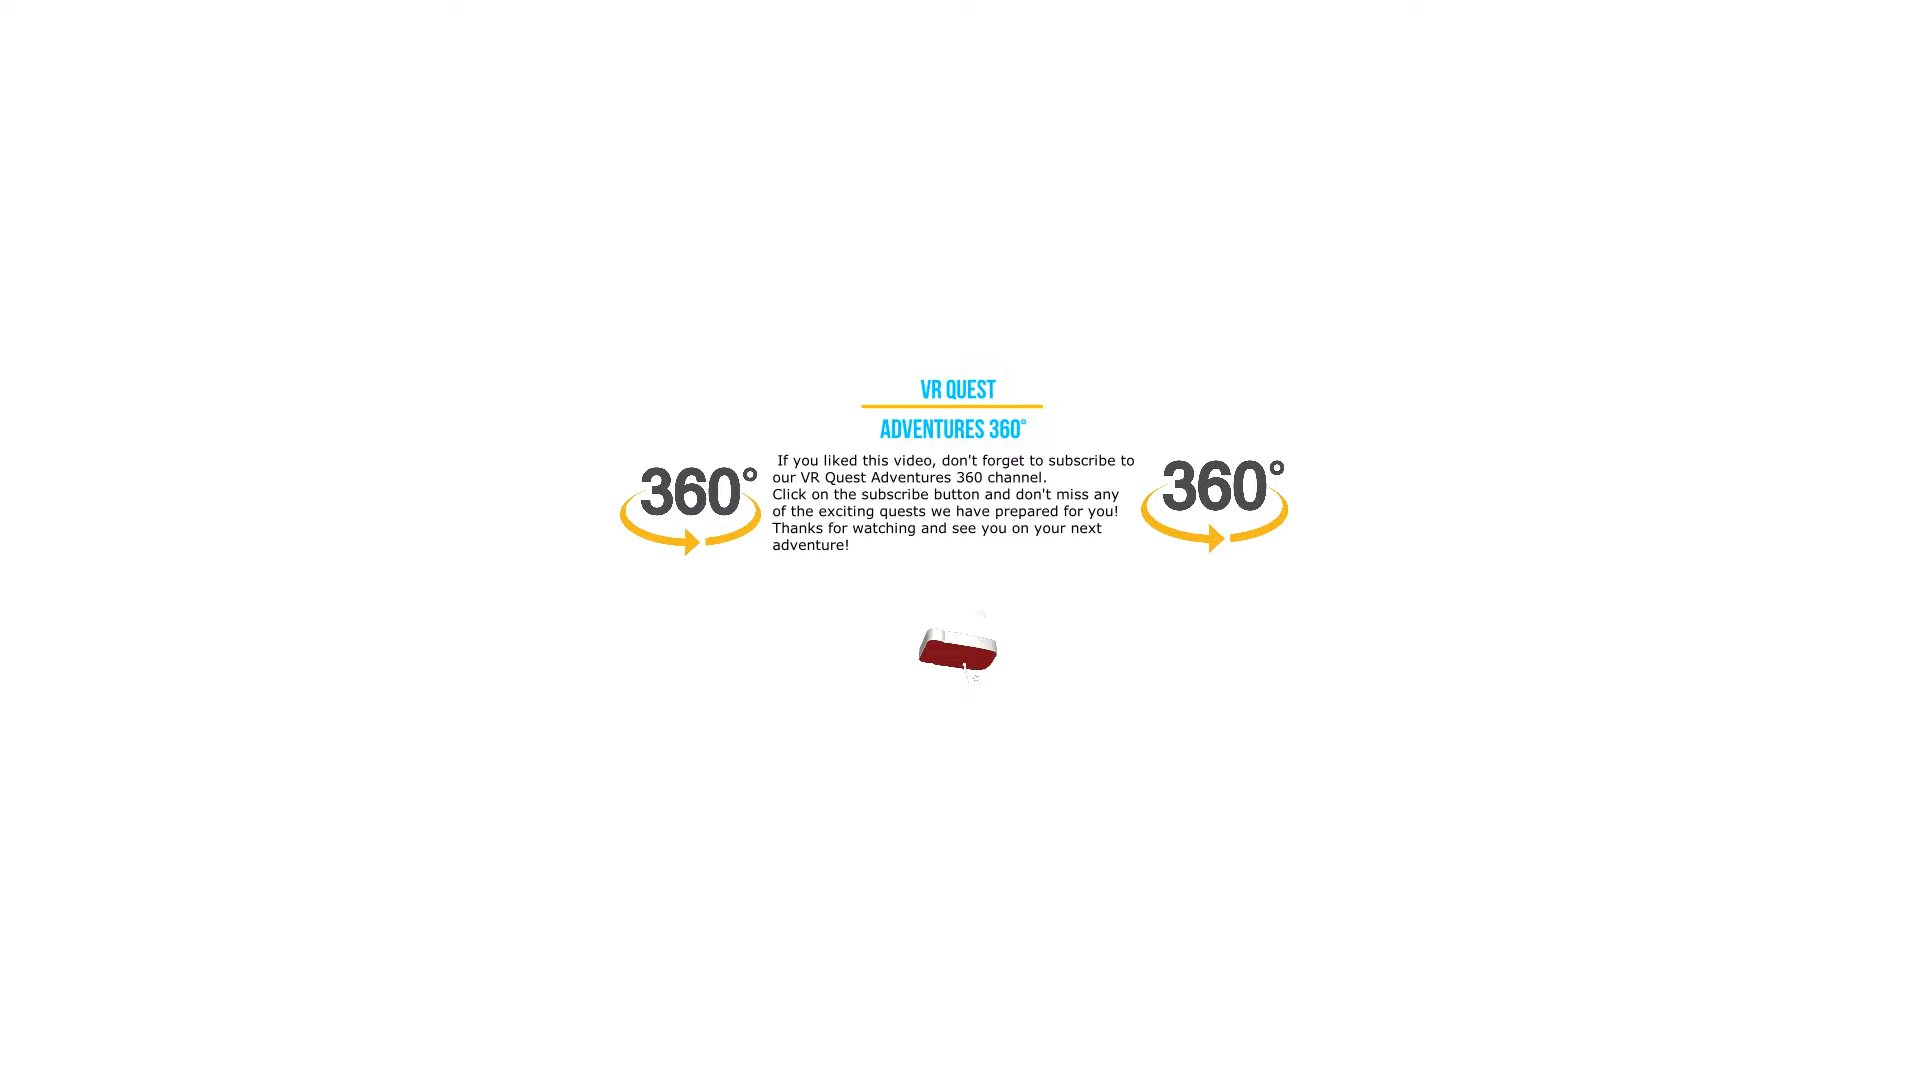 VR QUEST
ADVENTURES 360°
If you liked this video, don't forget to subscribe to
our VR Quest Adventures 360 channel.
Click on the subscribe button and don't miss any
of the exciting quests we have prepared for you!
Thanks for watching and see you on your next
adventure!
360°
360°